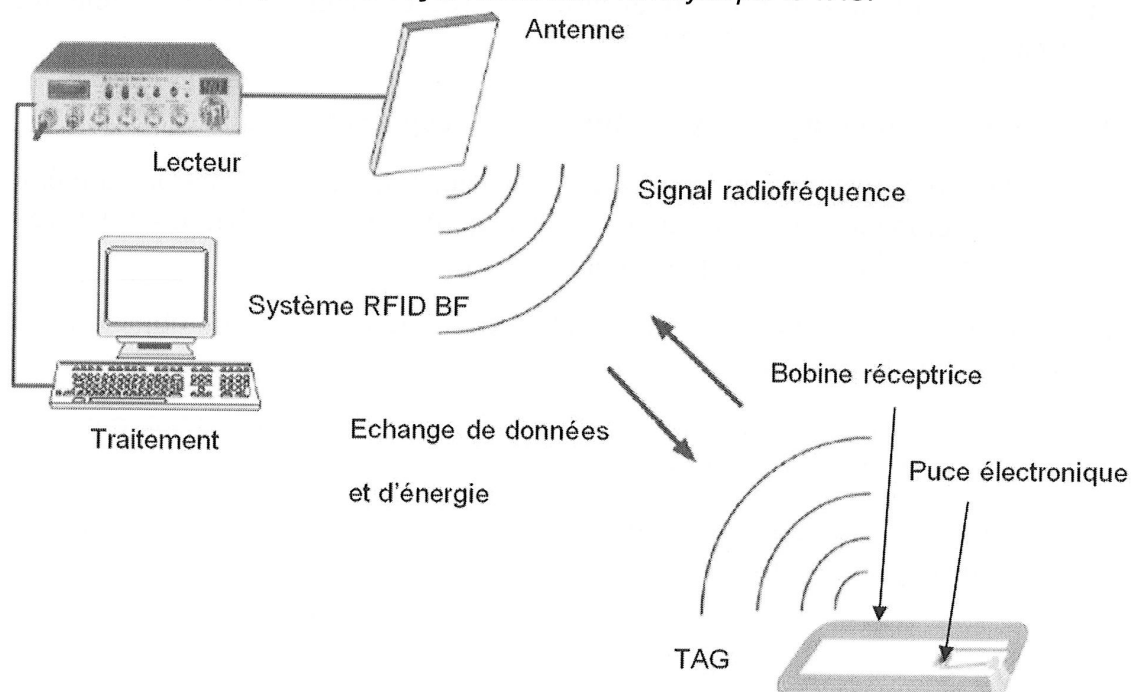 Antenne
Lecteur
Signal radiofréquence
Système RFID BF
Bobine réceptrice
Traitement
Echange de données
et d'énergie
Puce électronique
TAG